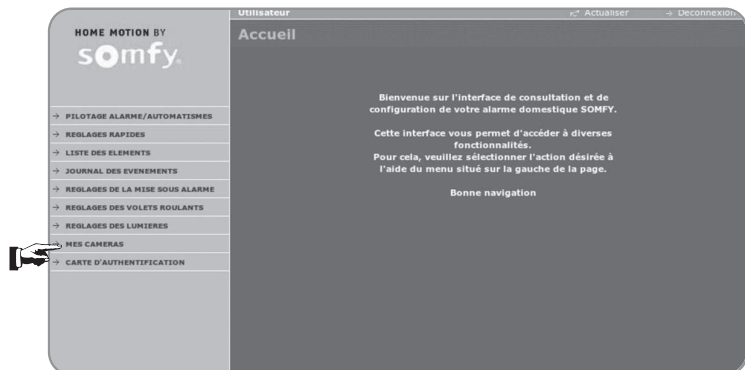 Utilisateur
Actualiser
→ Deconnexion
HOME MOTION BY
somfy.
Accueil
Bienvenue sur l'interface de consultation et de
configuration de votre alarme domestique SOMFY.
Cette interface vous permet d'accéder à diverses
fonctionnalités.
Pour cela, veuillez sélectionner l'action désirée à
l'aide du menu situé sur la gauche de la page.
Bonne navigation
→ PILOTAGE ALARME/AUTOMATISMES
→ REGLAGES RAPIDES
→ LISTE DES ELEMENTS
→ JOURNAL DES EVENEMENTS
→ REGLAGES DE LA MISE SOUS ALARME
→ REGLAGES DES VOLETS ROULANTS
→ REGLAGES DES LUMIERES
→ MES CAMERAS
→ CARTE D'AUTHENTIFICATION